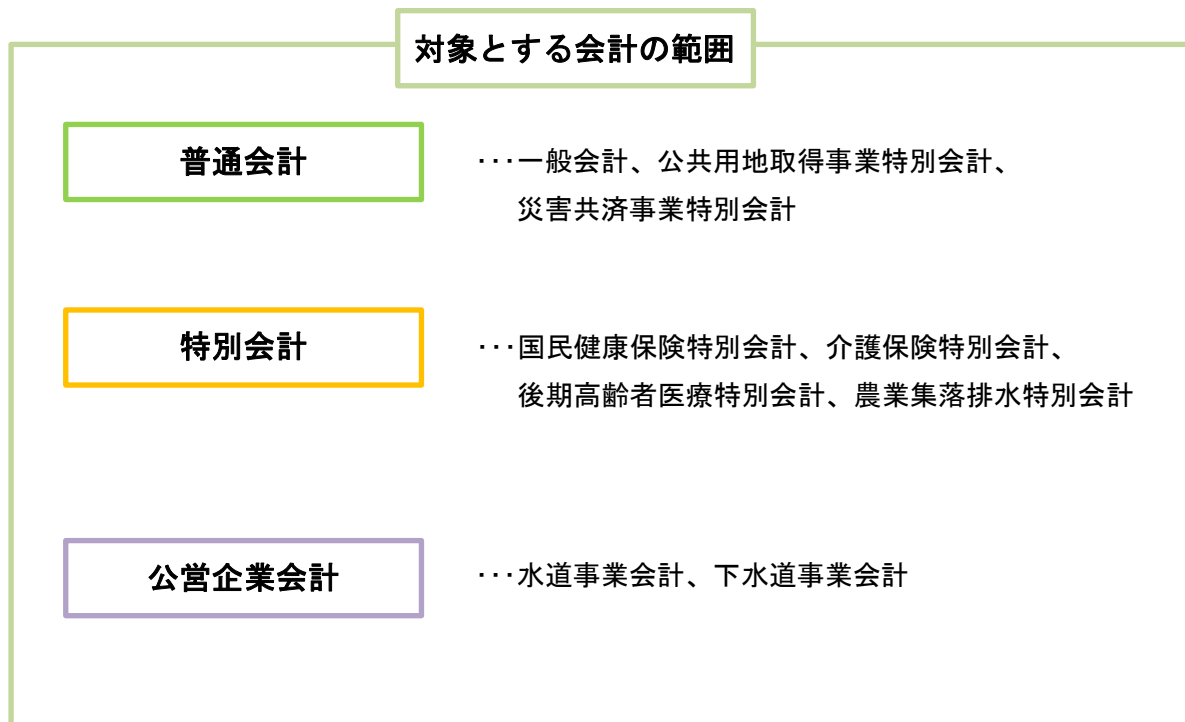 対象とする会計の範囲
普通会計
･･･一般会計、公共用地取得事業特別会計、
災害共済事業特別会計
特別会計
･･･国民健康保険特別会計、介護保険特別会計、
後期高齢者医療特別会計、農業集落排水特別会計
公営企業会計
･･･水道事業会計、下水道事業会計